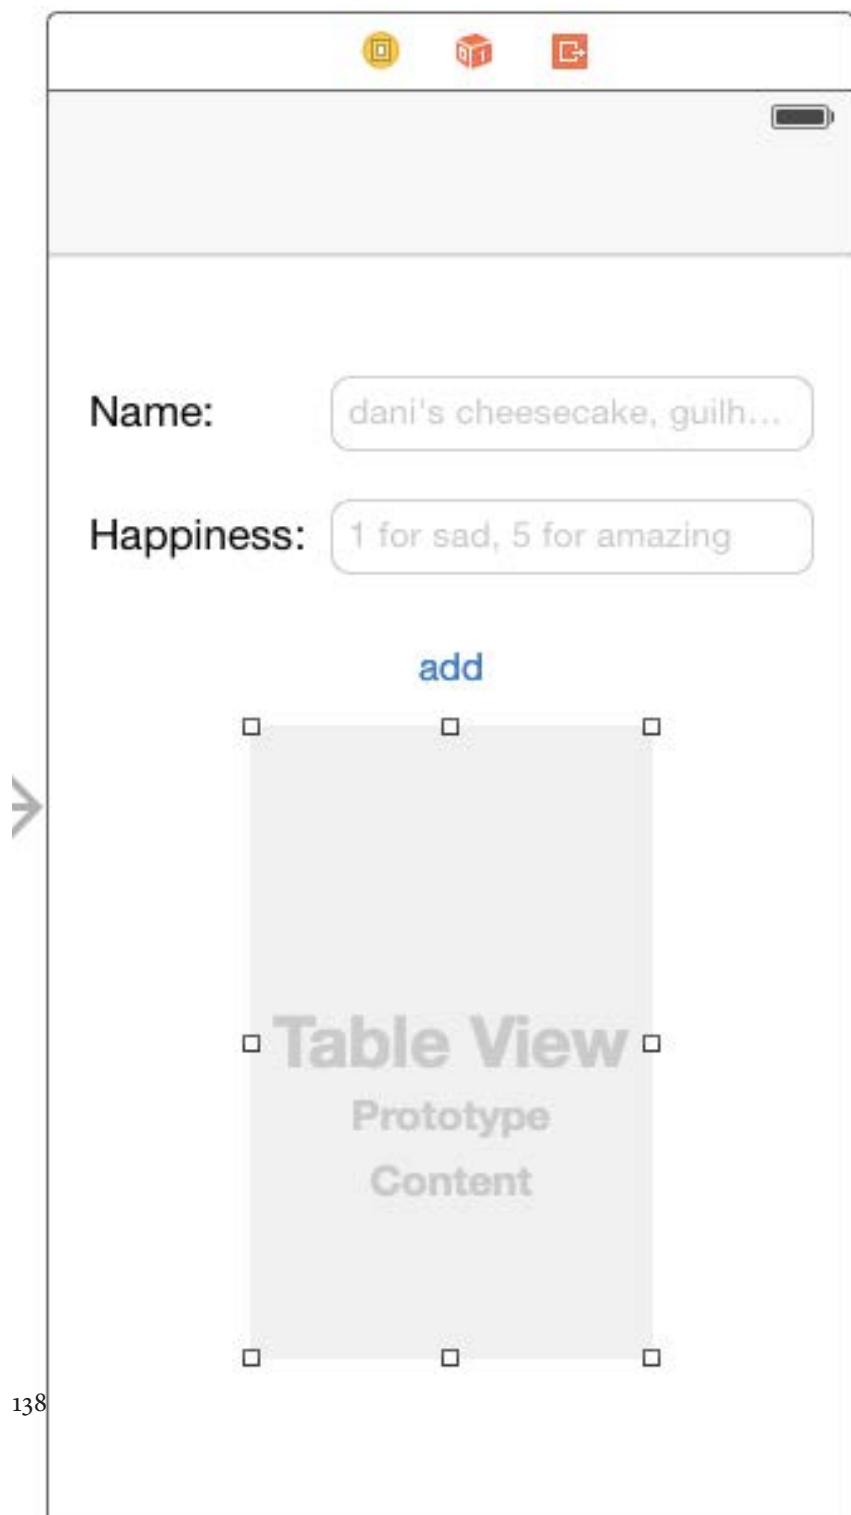 Name:
dani's cheesecake, guilh...
Happiness:
1 for sad, 5 for amazing
add
Table View
Prototype
Content
138